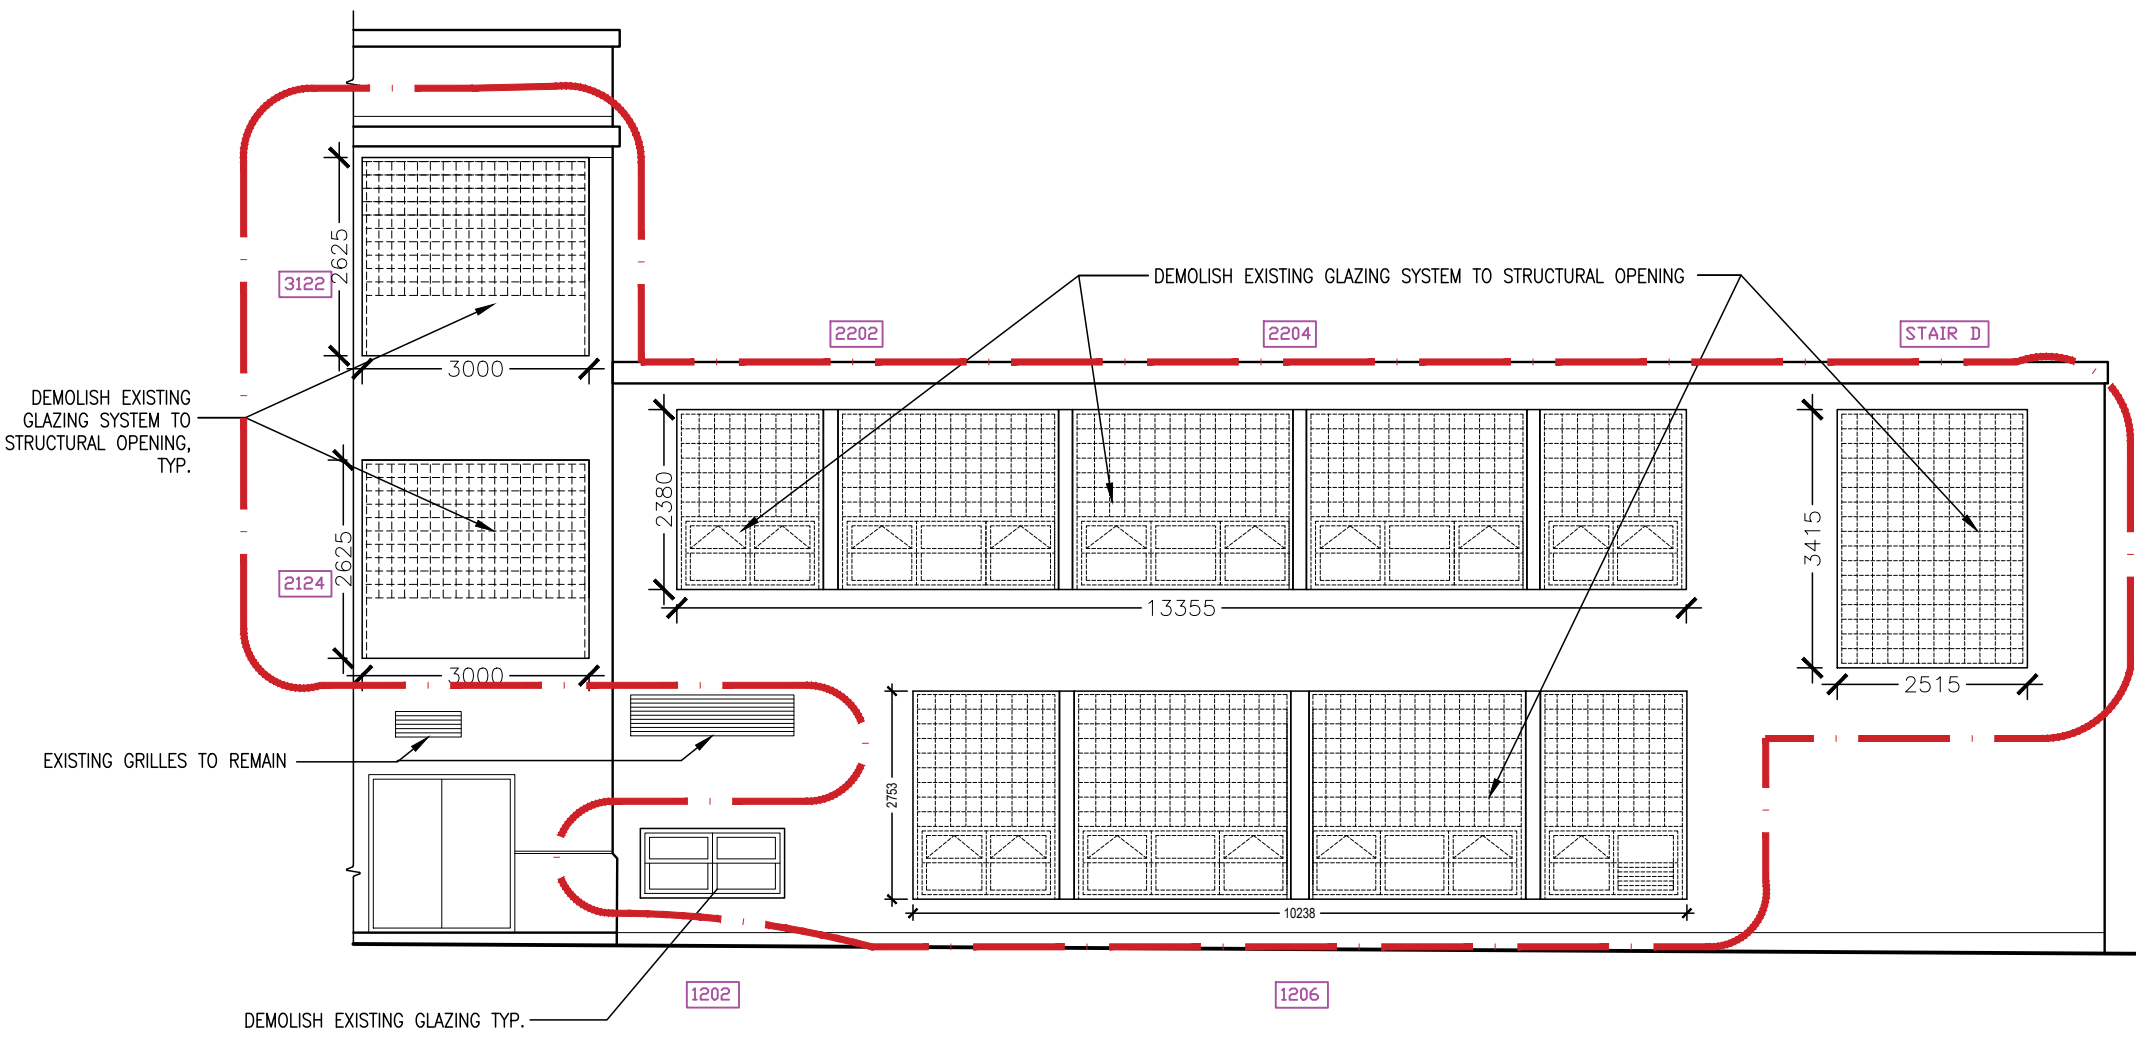 3122
2625
3000
DEMOLISH EXISTING GLAZING SYSTEM TO STRUCTURAL OPENING
2202
2204
STAIR D
DEMOLISH EXISTING
GLAZING SYSTEM TO
STRUCTURAL OPENING,
TYP.
2380
3415
2625
2124
13355
3000
2515
EXISTING GRILLES TO REMAIN
2753
10238
1202
1206
DEMOLISH EXISTING GLAZING TYP.